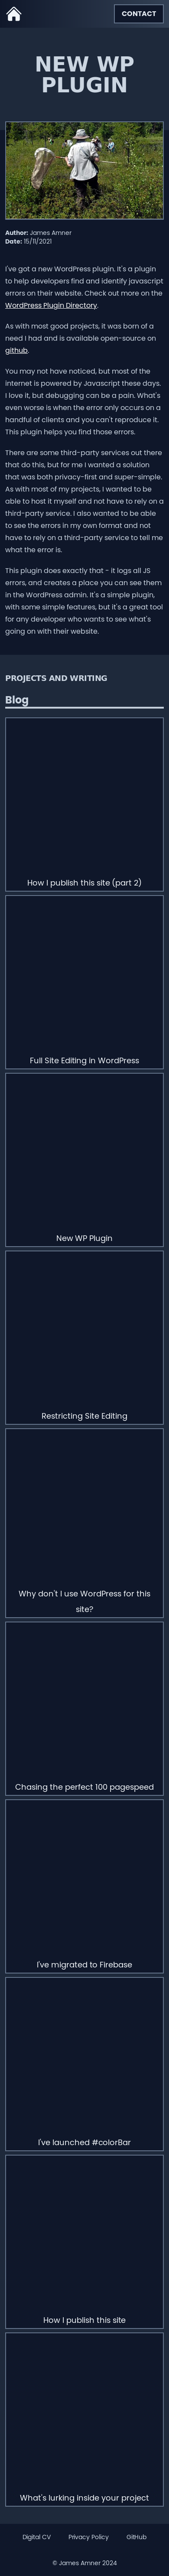 CONTACT
NEW WP
PLUGIN
Author: James Amner
Date: 15/11/2021
I've got a new WordPress plugin. It's a plugin
to help developers find and identify javascript
errors on their website. Check out more on the
WordPress Plugin Directory.
As with most good projects, it was born of a
need I had and is available open-source on
github.
You may not have noticed, but most of the
internet is powered by Javascript these days.
I love it, but debugging can be a pain. What's
even worse is when the error only occurs on a
handful of clients and you can't reproduce it.
This plugin helps you find those errors.
There are some third-party services out there
that do this, but for me I wanted a solution
that was both privacy-first and super-simple.
As with most of my projects, I wanted to be
able to host it myself and not have to rely on a
third-party service. I also wanted to be able
to see the errors in my own format and not
have to rely on a third-party service to tell me
what the error is.
This plugin does exactly that - it logs all JS
errors, and creates a place you can see them
in the WordPress admin. It's a simple plugin,
with some simple features, but it's a great tool
for any developer who wants to see what's
going on with their website.
PROJECTS AND WRITING
Blog
How I publish this site (part 2)
Full Site Editing in WordPress
New WP Plugin
Restricting Site Editing
Why don't I use WordPress for this
site?
Chasing the perfect 100 pagespeed
I've migrated to Firebase
I've launched #colorBar
How I publish this site
What's lurking inside your project
Digital CV Privacy Policy GitHub
© James Amner 2024